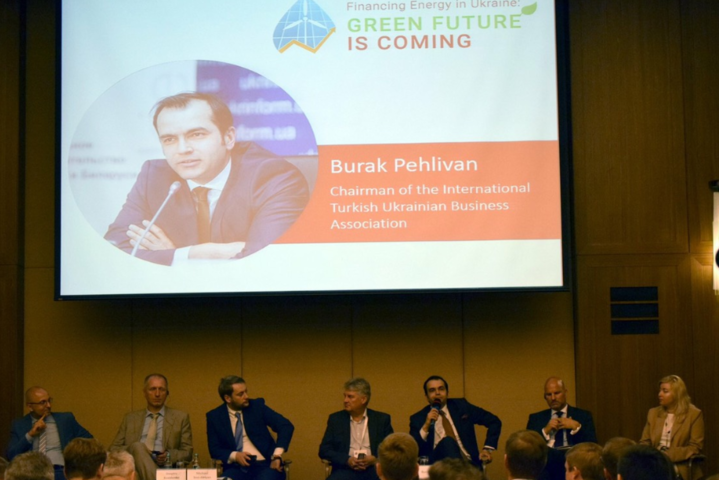 Financing Energy in Ukraine:
GREEN FUTURE
IS COMING
Burak Pehlivan
Chairman of the International
Turkish Ukrainian Business
Association